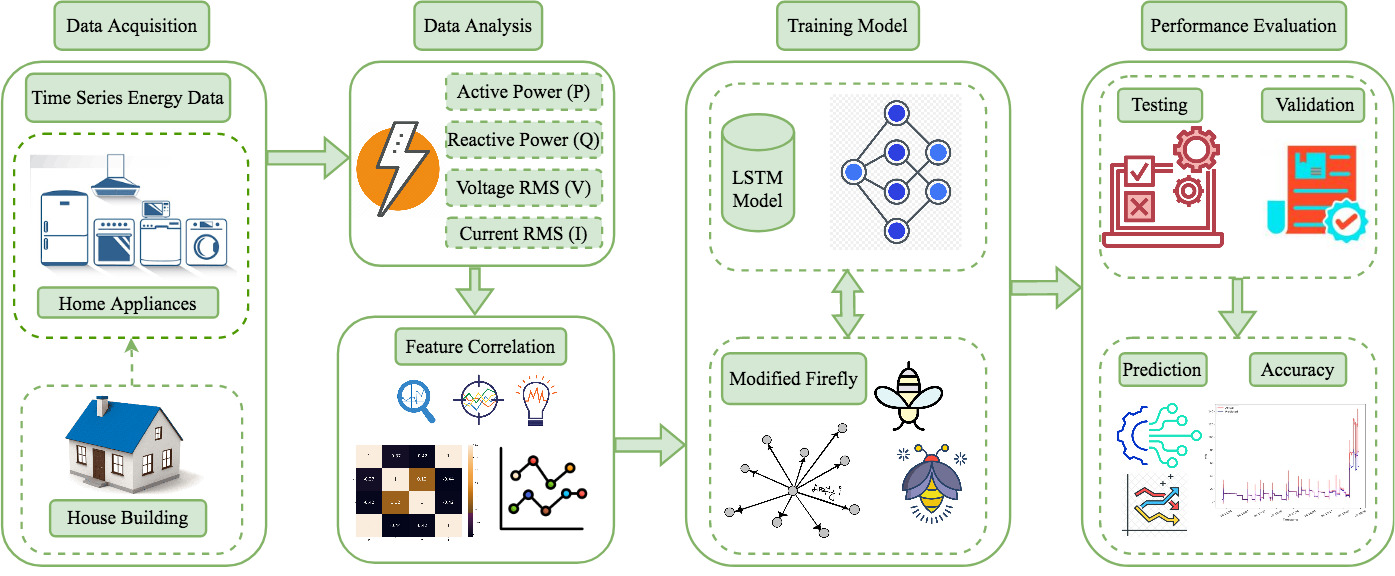 Data Acquisition
Data Analysis
Training Model
Performance Evaluation
Time Series Energy Data
Home Appliances
House Building
Active Power (P)
Reactive Power (Q)
Voltage RMS (V)
Current RMS (I)
Feature Correlation
LSTM
Model
Modified Firefly
Testing
Validation
Prediction
Accuracy